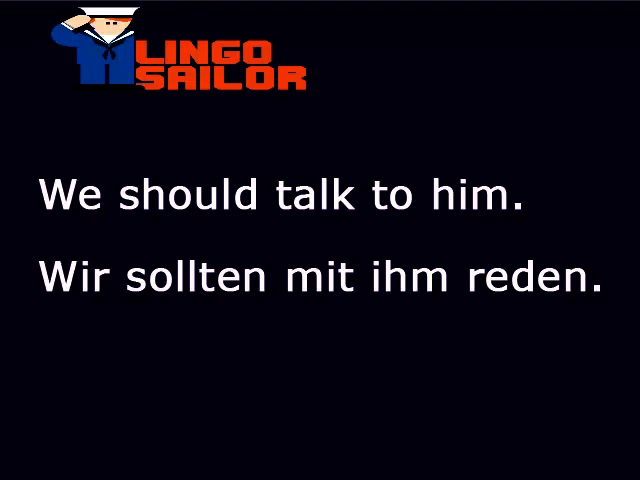 LINGO
SAILOR
We should talk to him.
Wir sollten mit ihm reden.